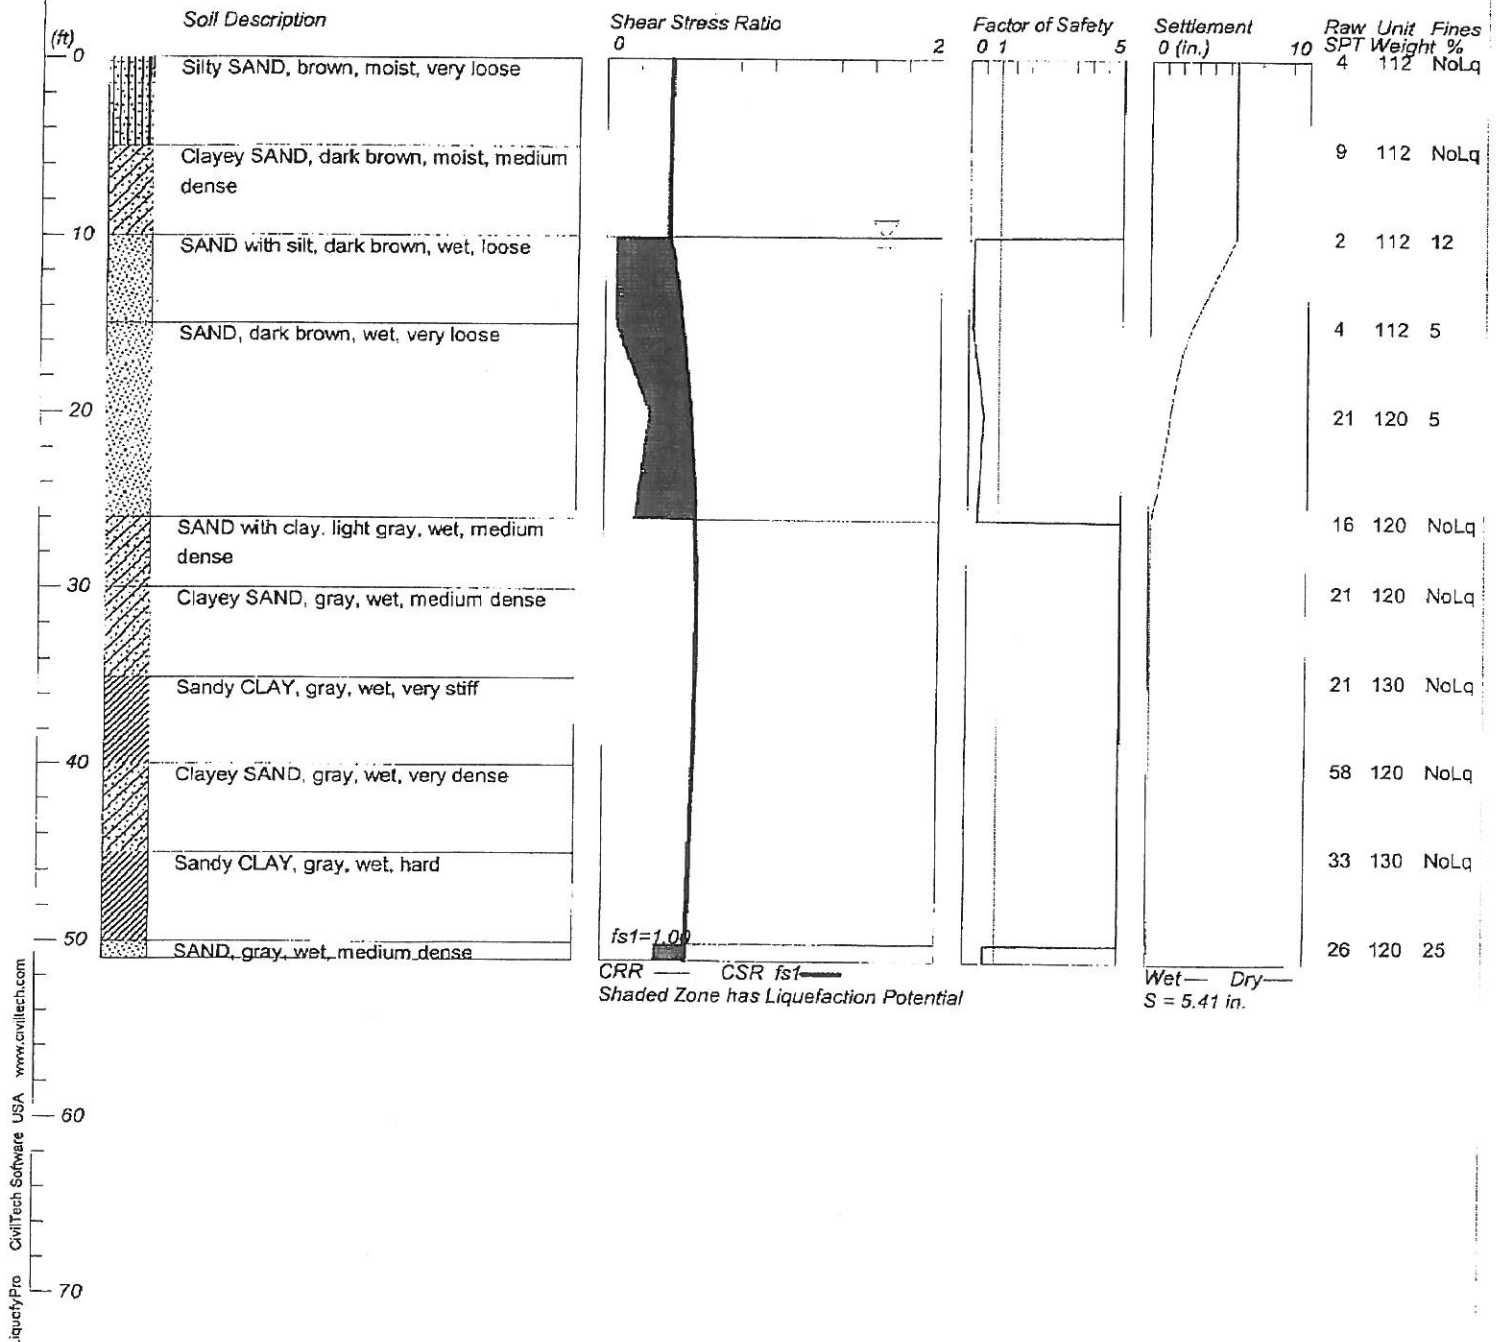 Soil Description Shear Stress Ratio Factor of Safety Settlement Raw Unit Fines
(ft) 0 2 0 1 5 0 (in.) 10 SPT Weight %
0 Silty SAND, brown, moist, very loose 4 112 NoLq
Clayey SAND, dark brown, moist, medium 9 112 NoLq
dense
10 SAND with silt, dark brown, wet, loose 2 112 12
SAND, dark brown, wet, very loose 4 112 5
20 21 120 5
SAND with clay. light gray, wet, medium 16 120 NoLq
dense
30 Clayey SAND, gray, wet, medium dense 21 120 NoLq
Sandy CLAY, gray, wet, very stiff 21 130 NoLq
40 Clayey SAND, gray, wet, very dense 58 120 NoLq
Sandy CLAY, gray, wet, hard 33 130 NoLq
fs1=1.00
50 SAND, gray, wet, medium dense 26 120 25
CRR CSR fs1 Wet Dry
Shaded Zone has Liquefaction Potential S = 5.41 in.
60
70
iquefyPro CivilTech Software USA www.civiltech.com